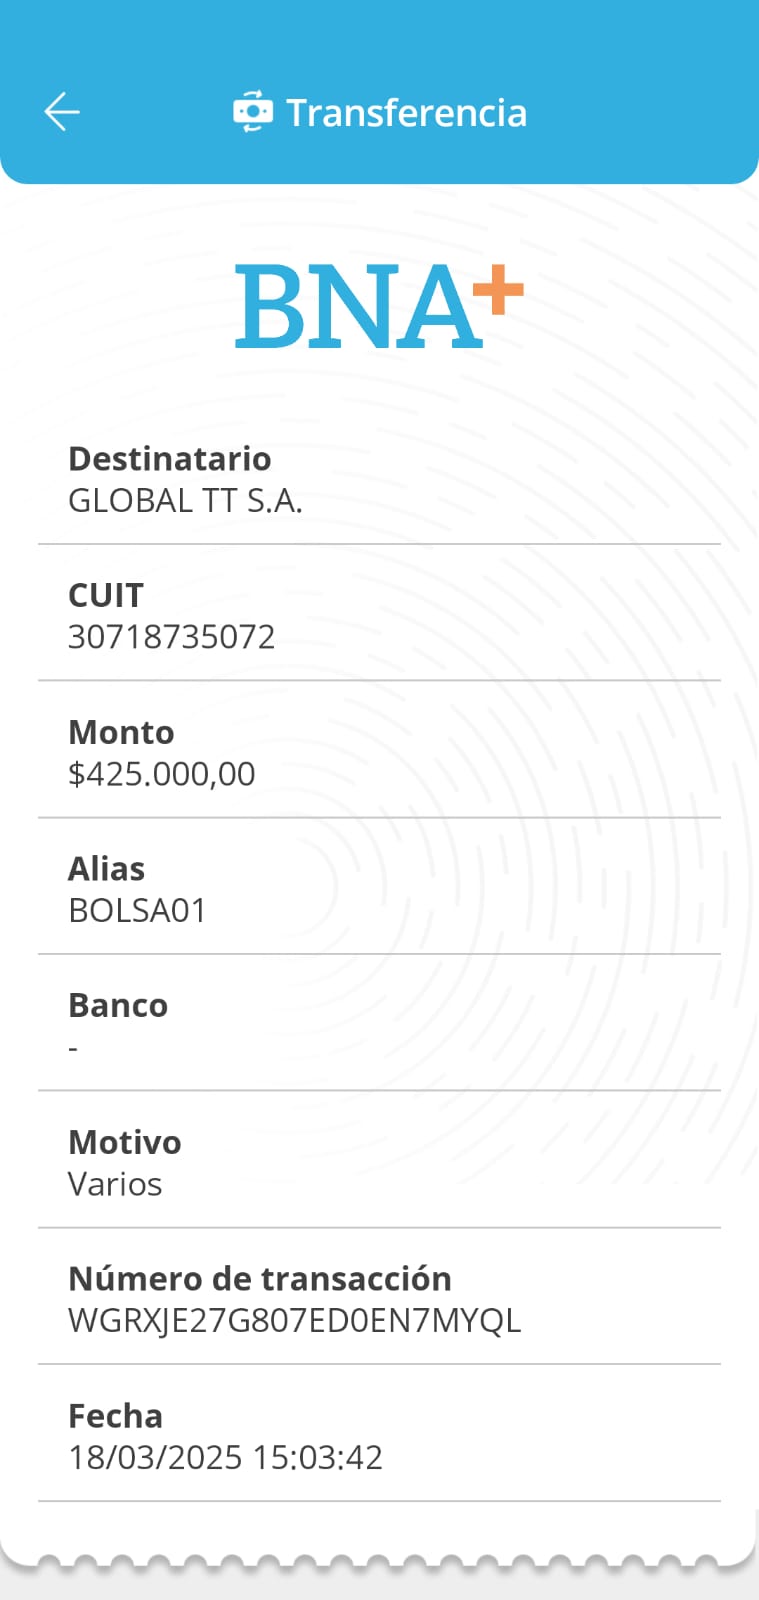 Transferencia
BNA+
Destinatario
GLOBAL TT S.A.
CUIT
30718735072
Monto
$425.000,00
Alias
BOLSA01
Banco
-
Motivo
Varios
Número de transacción
WGRXJE27G807ED0EN7MYQL
Fecha
18/03/2025 15:03:42